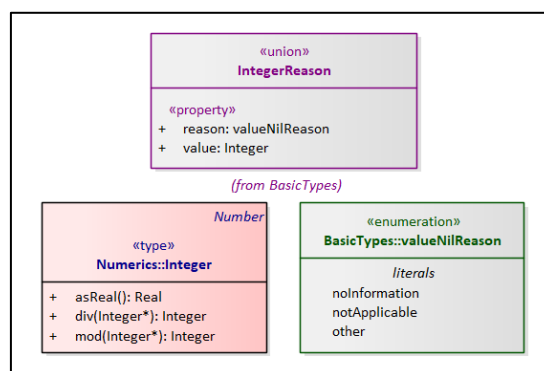 «union»
IntegerReason
«property»
+ reason: valueNilReason
+ value: Integer
(from BasicTypes)
Number
«type»
Numerics::Integer
+ asReal(): Real
+ div(Integer*): Integer
+ mod(Integer*): Integer
«enumeration»
BasicTypes::valueNilReason
literals
noInformation
notApplicable
other